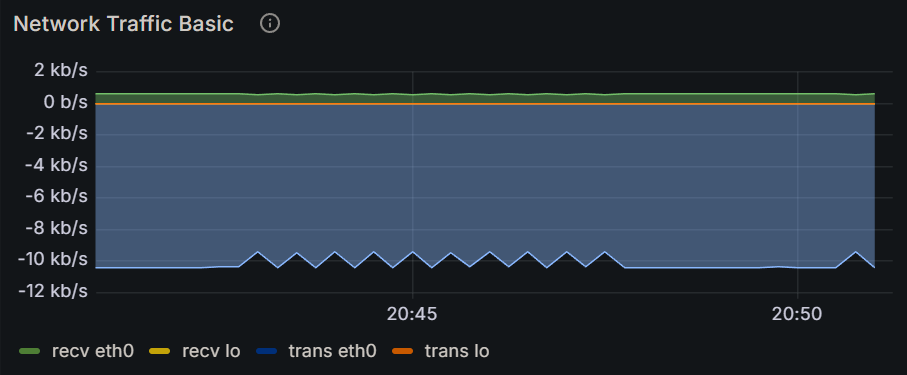 Network Traffic Basic
2 kb/s
0 b/s
-2 kb/s
-4 kb/s
-6 kb/s
-8 kb/s
-10 kb/s
-12 kb/s
20:45 20:50
recv eth0 recv lo trans eth0 trans lo